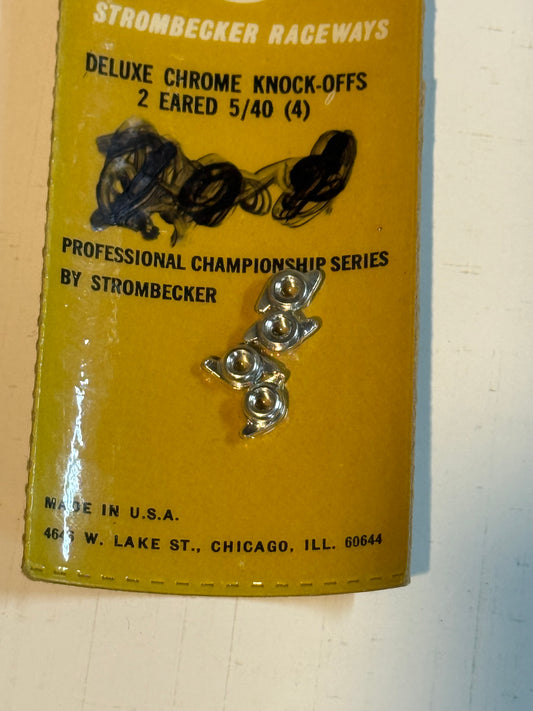 STROMBECKER RACEWAYS
DELUXE CHROME KNOCK-OFFS
2 EARED 5/40 (4)
PROFESSIONAL CHAMPIONSHIP SERIES
BY STROMBECKER
MADE IN U.S.A.
4646 W. LAKE ST., CHICAGO, ILL. 60644